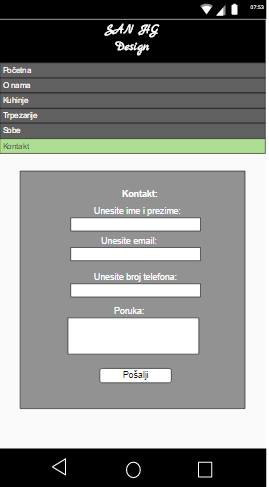 07:53
SAN HG
Design
Početna
O nama
Kuhinje
Trpezarije
Sobe
Kontakt
Kontakt:
Unesite ime i prezime:
Unesite email:
Unesite broj telefona:
Poruka:
Pošalji